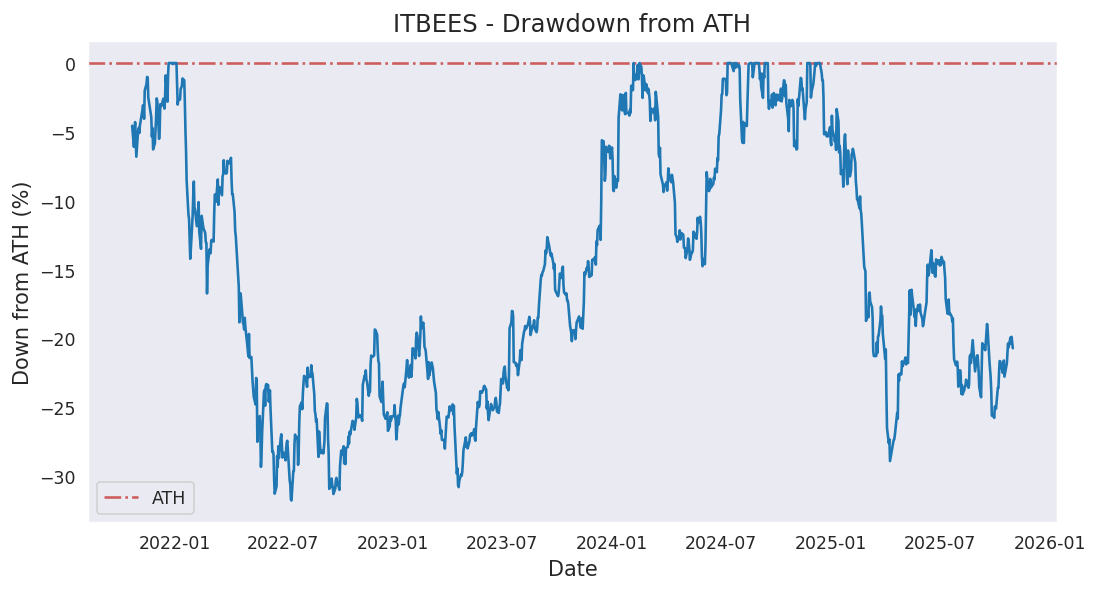 ITBEES - Drawdown from ATH
Down from ATH (%)
0
−5
−10
−15
−20
−25
−30
ATH
2022-01 2022-07 2023-01 2023-07 2024-01 2024-07 2025-01 2025-07 2026-01
Date